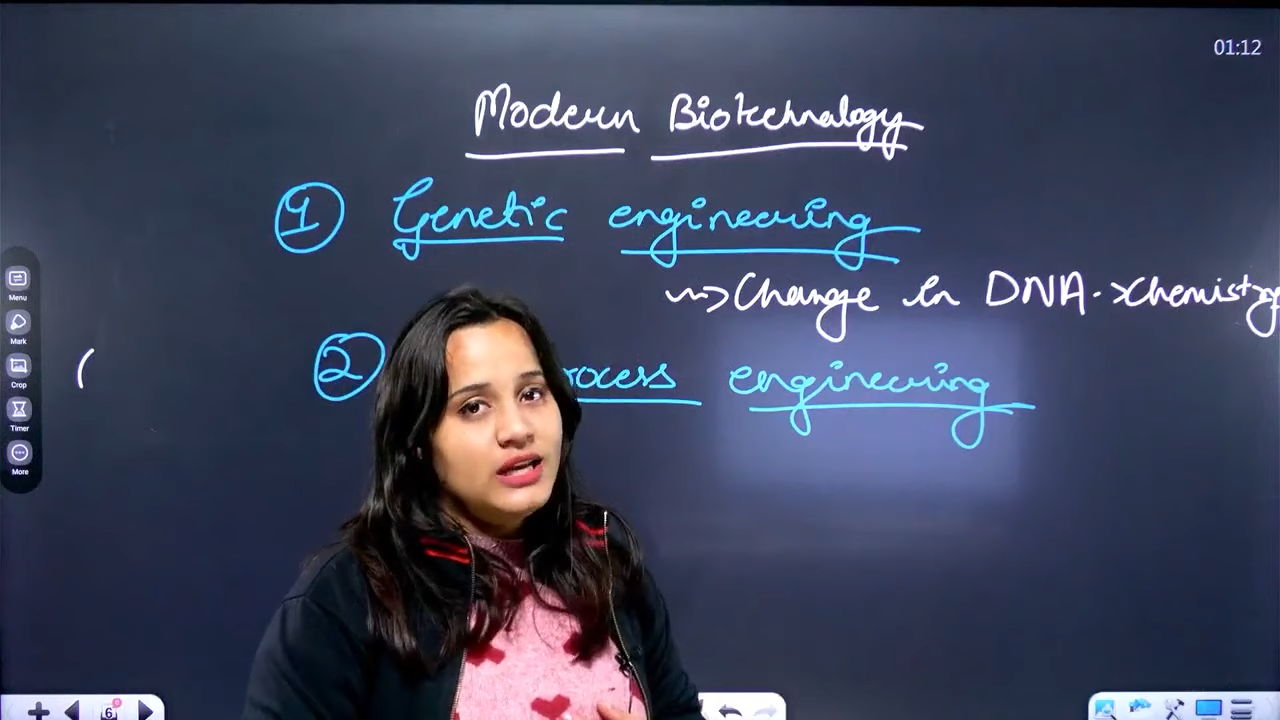 01:12
Modern Biotechnology
1 Genetic engineering
Change in DNA. Chemistry
2 rocess engineering
Menu
Mark
Crop
Timer
More
6